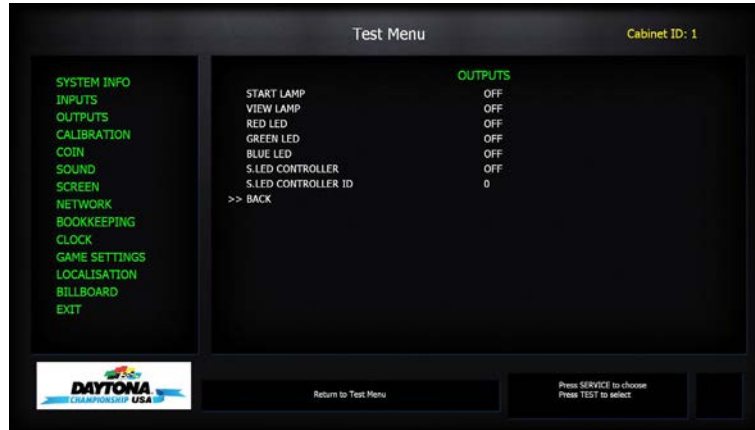 Test Menu
Cabinet ID: 1
SYSTEM INFO
INPUTS
OUTPUTS
CALIBRATION
COIN
SOUND
SCREEN
NETWORK
BOOKKEEPING
CLOCK
GAME SETTINGS
LOCALISATION
BILLBOARD
EXIT
OUTPUTS
START LAMP OFF
VIEW LAMP OFF
RED LED OFF
GREEN LED OFF
BLUE LED OFF
S.LED CONTROLLER OFF
S.LED CONTROLLER ID 0
>> BACK
DAYTONA
CHAMPIONSHIP USA
Return to Test Menu
Press SERVICE to choose
Press TEST to select